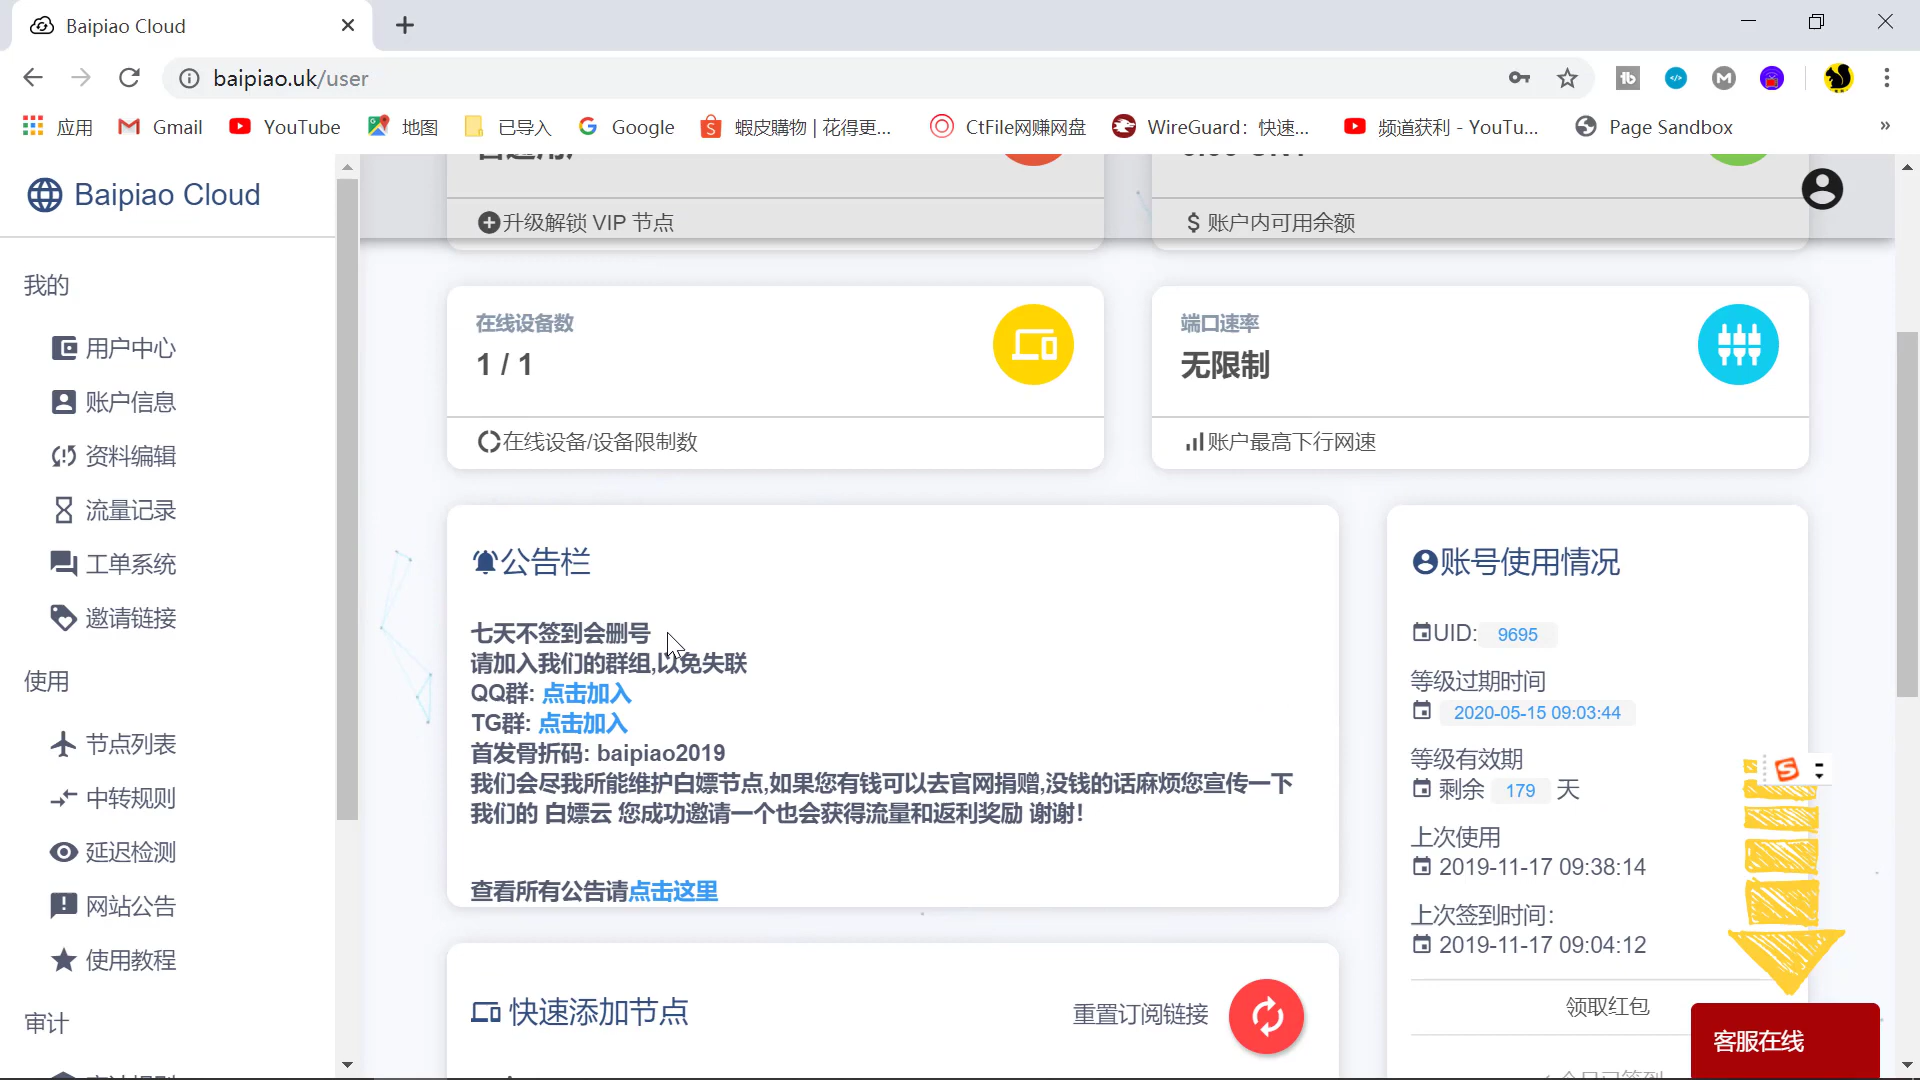 Baipiao Cloud
baipiao.uk/user
应用
Gmail
YouTube
地图
已导入
Google
蝦皮購物 | 花得更...
CtFile网赚网盘
WireGuard：快速...
频道获利 - YouTu...
Page Sandbox
»
Baipiao Cloud
我的
用户中心
账户信息
资料编辑
流量记录
工单系统
邀请链接
使用
节点列表
中转规则
延迟检测
网站公告
使用教程
审计
升级解锁 VIP 节点
$ 账户内可用余额
在线设备数
1 / 1
在线设备/设备限制数
端口速率
无限制
账户最高下行网速
公告栏
七天不签到会删号
请加入我们的群组,以免失联
QQ群: 点击加入
TG群: 点击加入
首发骨折码: baipiao2019
我们会尽我所能维护白嫖节点,如果您有钱可以去官网捐赠,没钱的话麻烦您宣传一下
我们的 白嫖云 您成功邀请一个也会获得流量和返利奖励 谢谢!
查看所有公告请点击这里
快速添加节点
重置订阅链接
账号使用情况
UID: 9695
等级过期时间
2020-05-15 09:03:44
等级有效期
剩余 179 天
上次使用
2019-11-17 09:38:14
上次签到时间:
2019-11-17 09:04:12
领取红包
客服在线